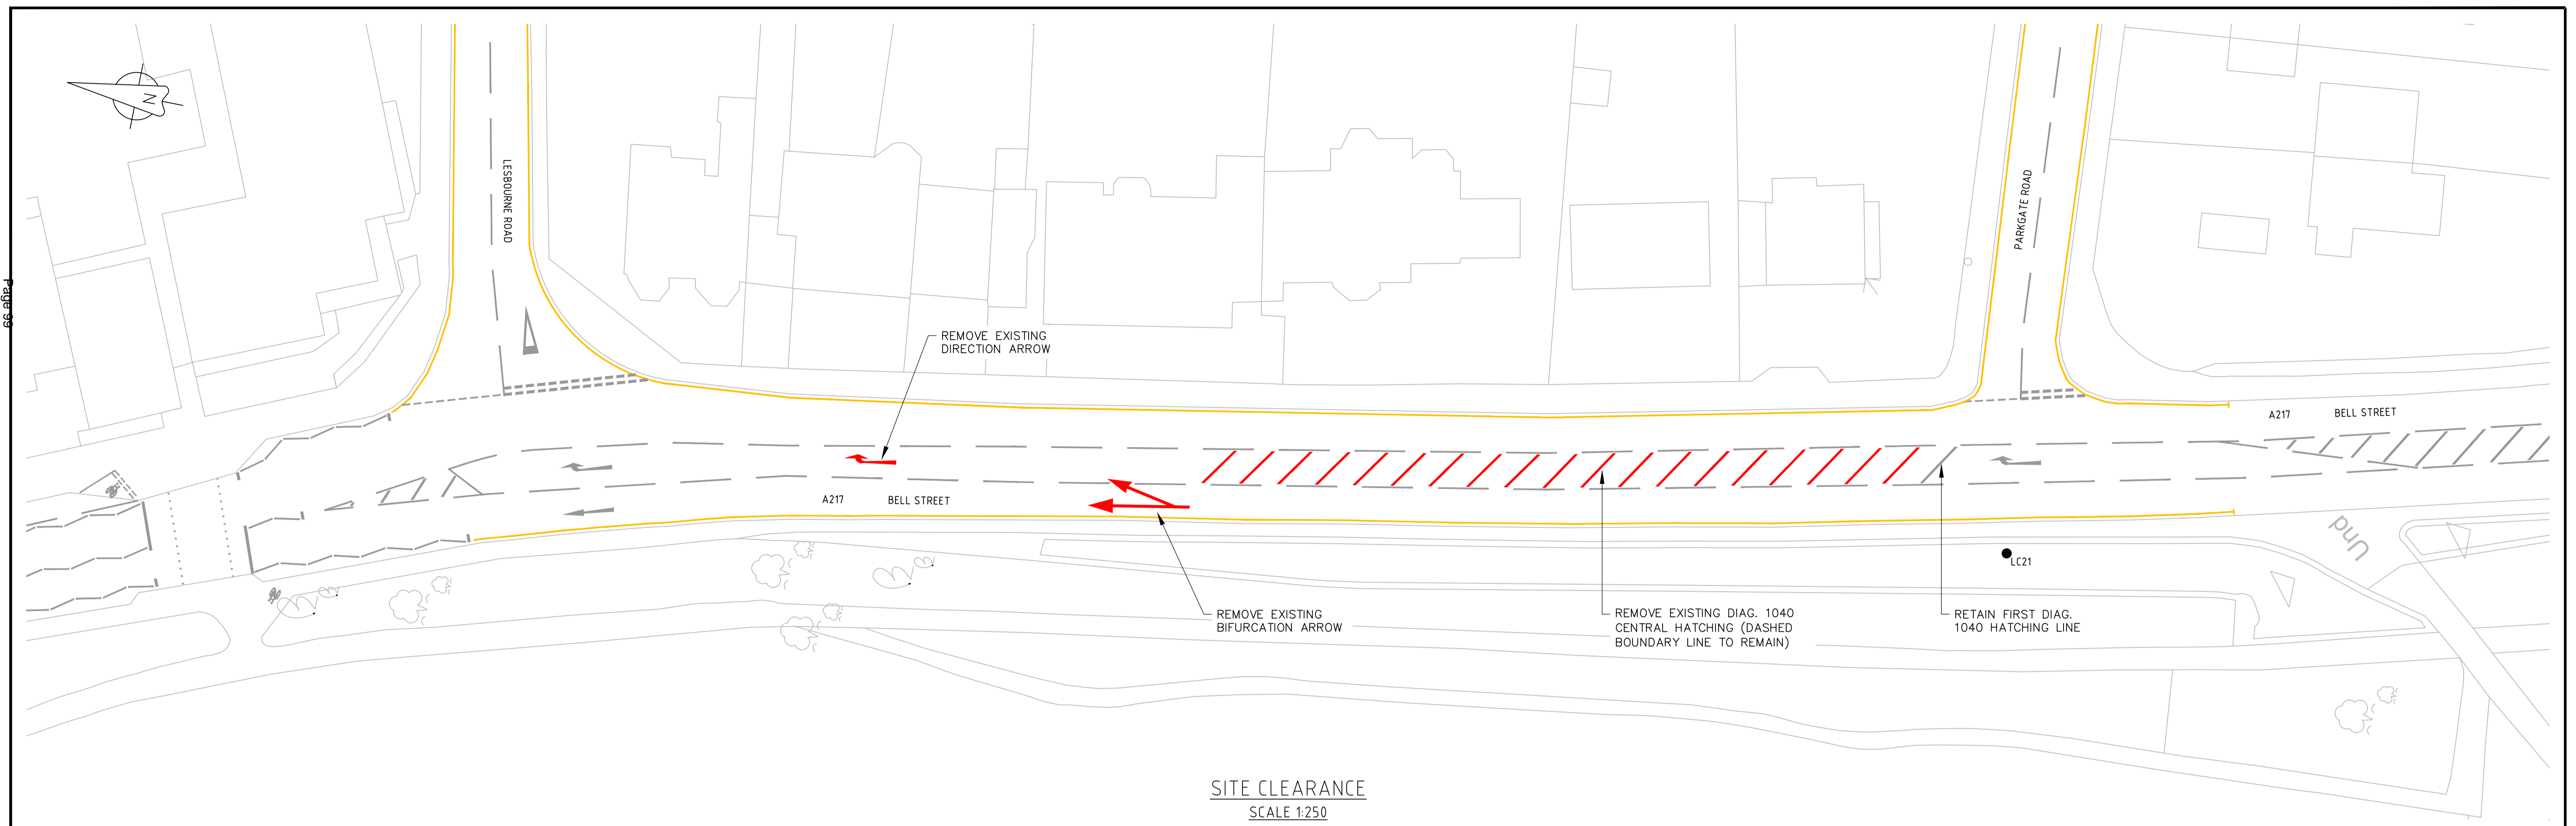 Page 99
N
LESBOURNE ROAD
PARKGATE ROAD
REMOVE EXISTING
DIRECTION ARROW
A217 BELL STREET
A217 BELL STREET
Und
LC21
REMOVE EXISTING
BIFURCATION ARROW
REMOVE EXISTING DIAG. 1040
CENTRAL HATCHING (DASHED
BOUNDARY LINE TO REMAIN)
RETAIN FIRST DIAG.
1040 HATCHING LINE
SITE CLEARANCE
SCALE 1:250